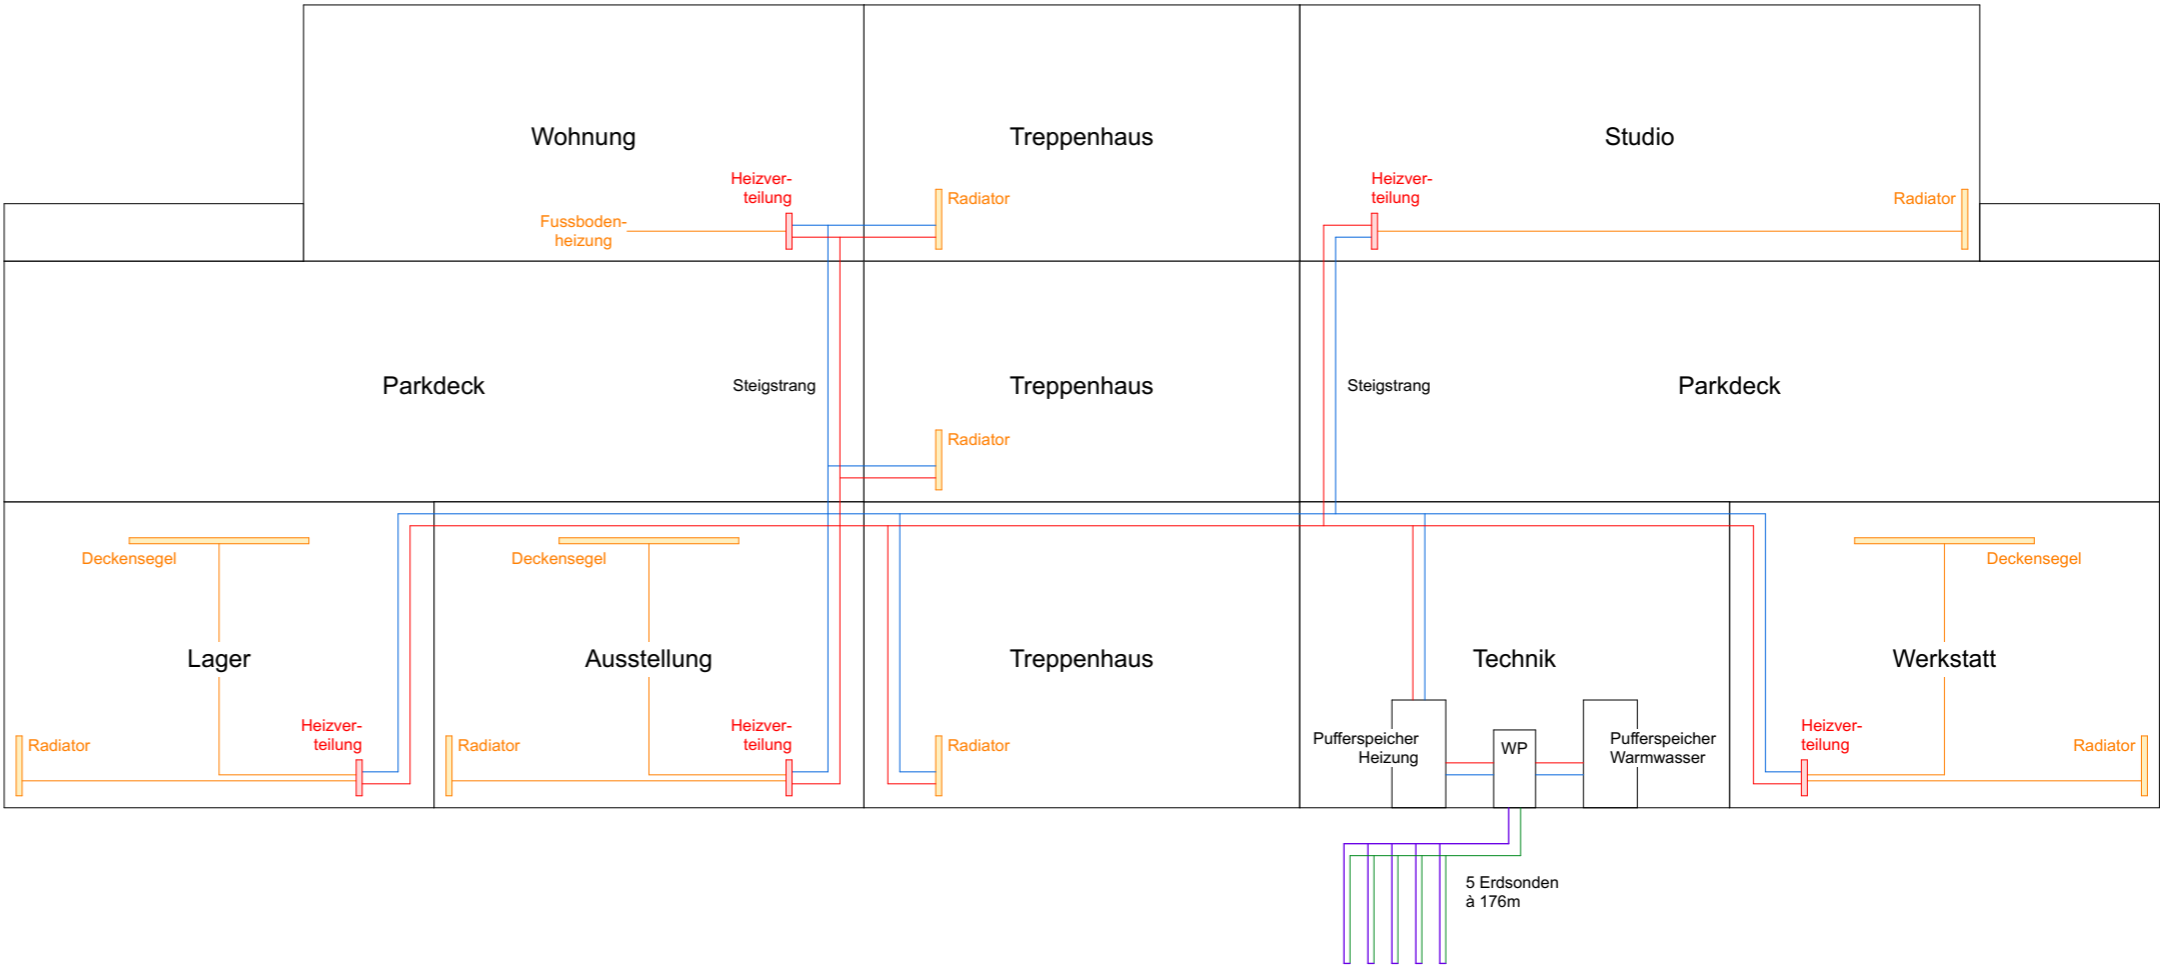 Wohnung
Treppenhaus
Studio
Heizver-
teilung
Radiator
Heizver-
teilung
Radiator
Fussboden-
heizung
Parkdeck
Steigstrang
Treppenhaus
Steigstrang
Parkdeck
Radiator
Deckensegel
Deckensegel
Deckensegel
Lager
Ausstellung
Treppenhaus
Technik
Werkstatt
Radiator
Heizver-
teilung
Radiator
Heizver-
teilung
Radiator
Pufferspeicher
Heizung
WP
Pufferspeicher
Warmwasser
Heizver-
teilung
Radiator
5 Erdsonden
à 176m